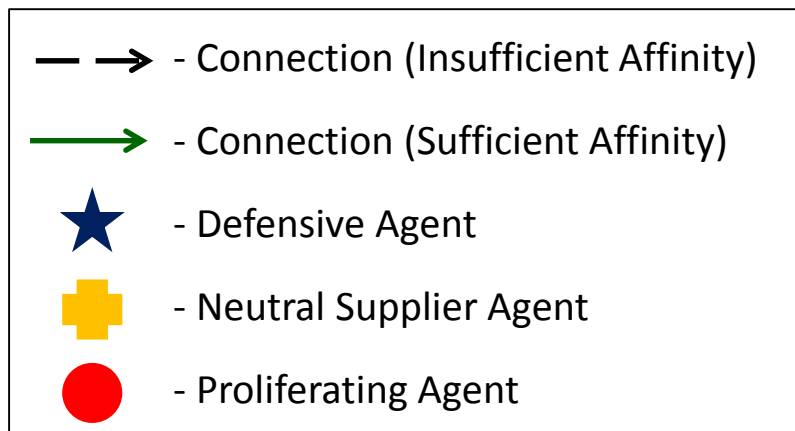 - Connection (Insufficient Affinity)
- Connection (Sufficient Affinity)
- Defensive Agent
- Neutral Supplier Agent
- Proliferating Agent